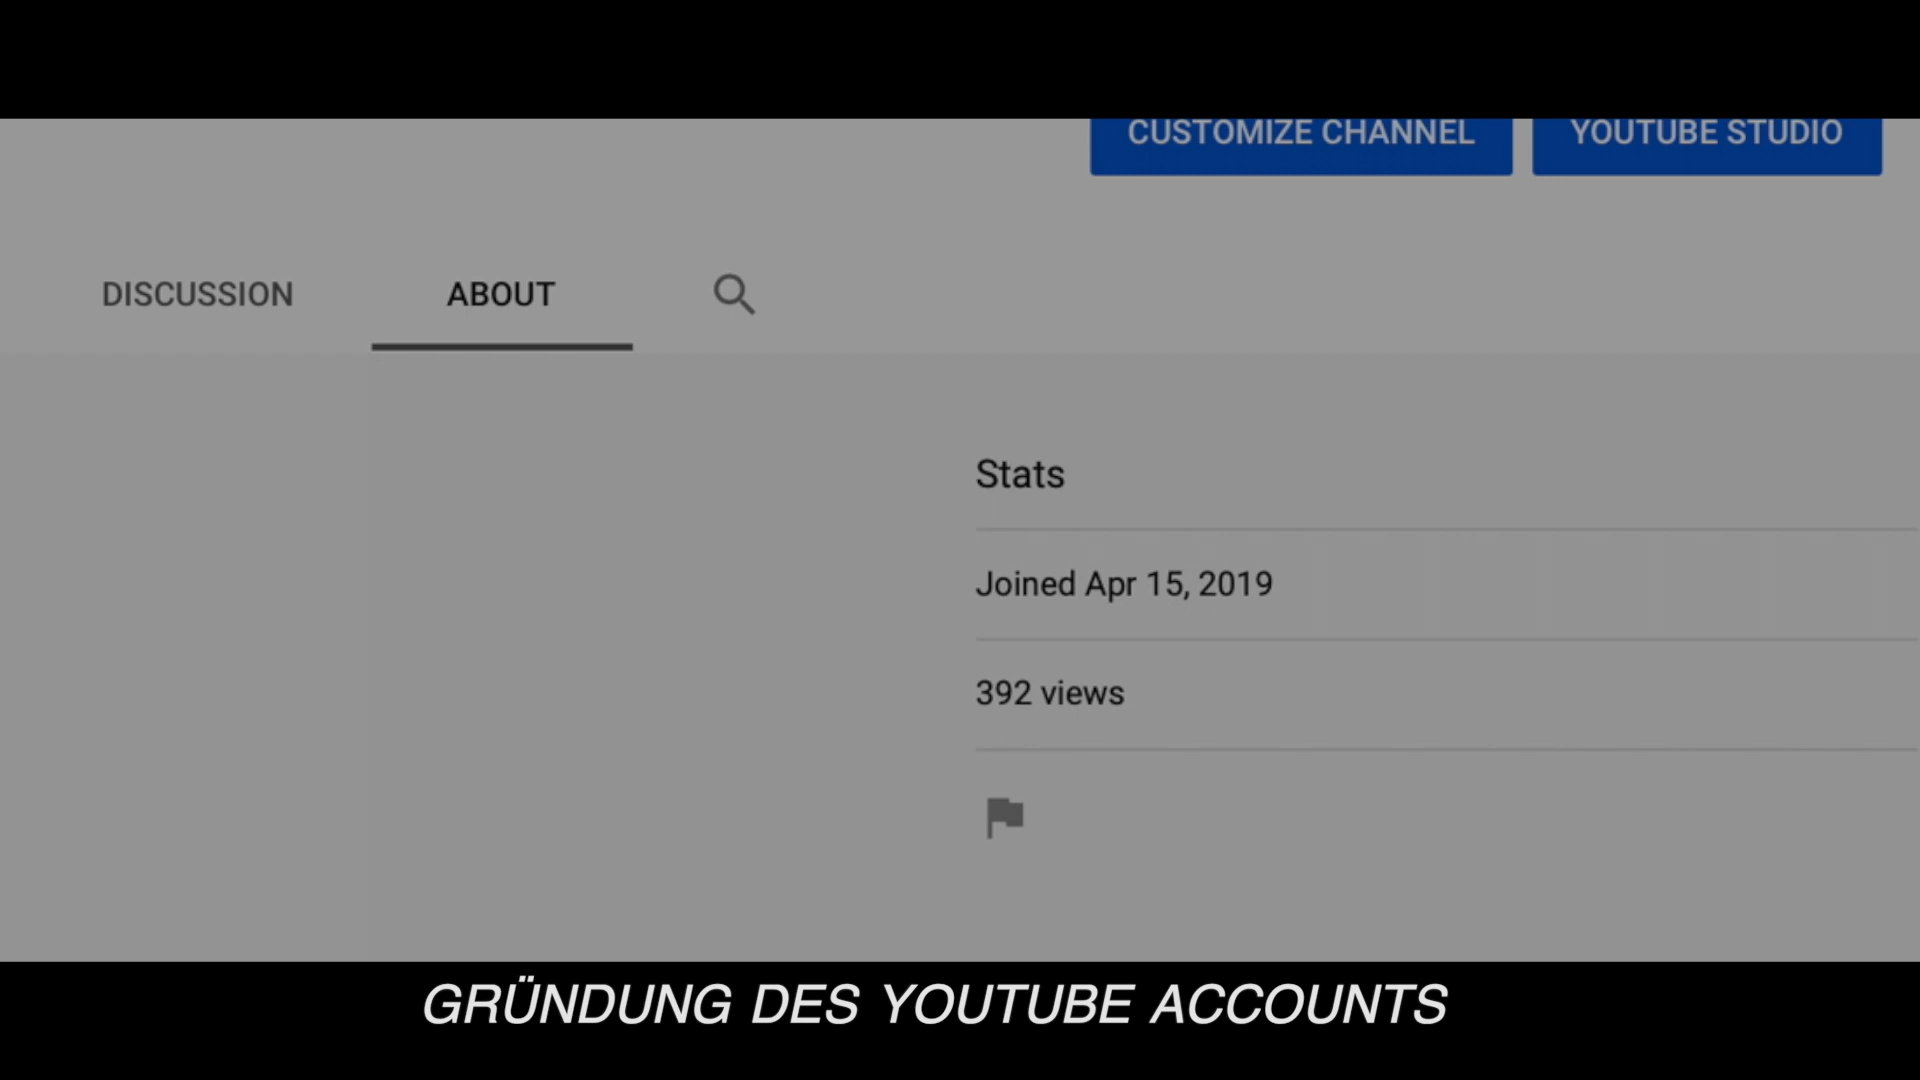 CUSTOMIZE CHANNEL YOUTUBE STUDIO
DISCUSSION ABOUT
Stats
Joined Apr 15, 2019
392 views
GRÜNDUNG DES YOUTUBE ACCOUNTS